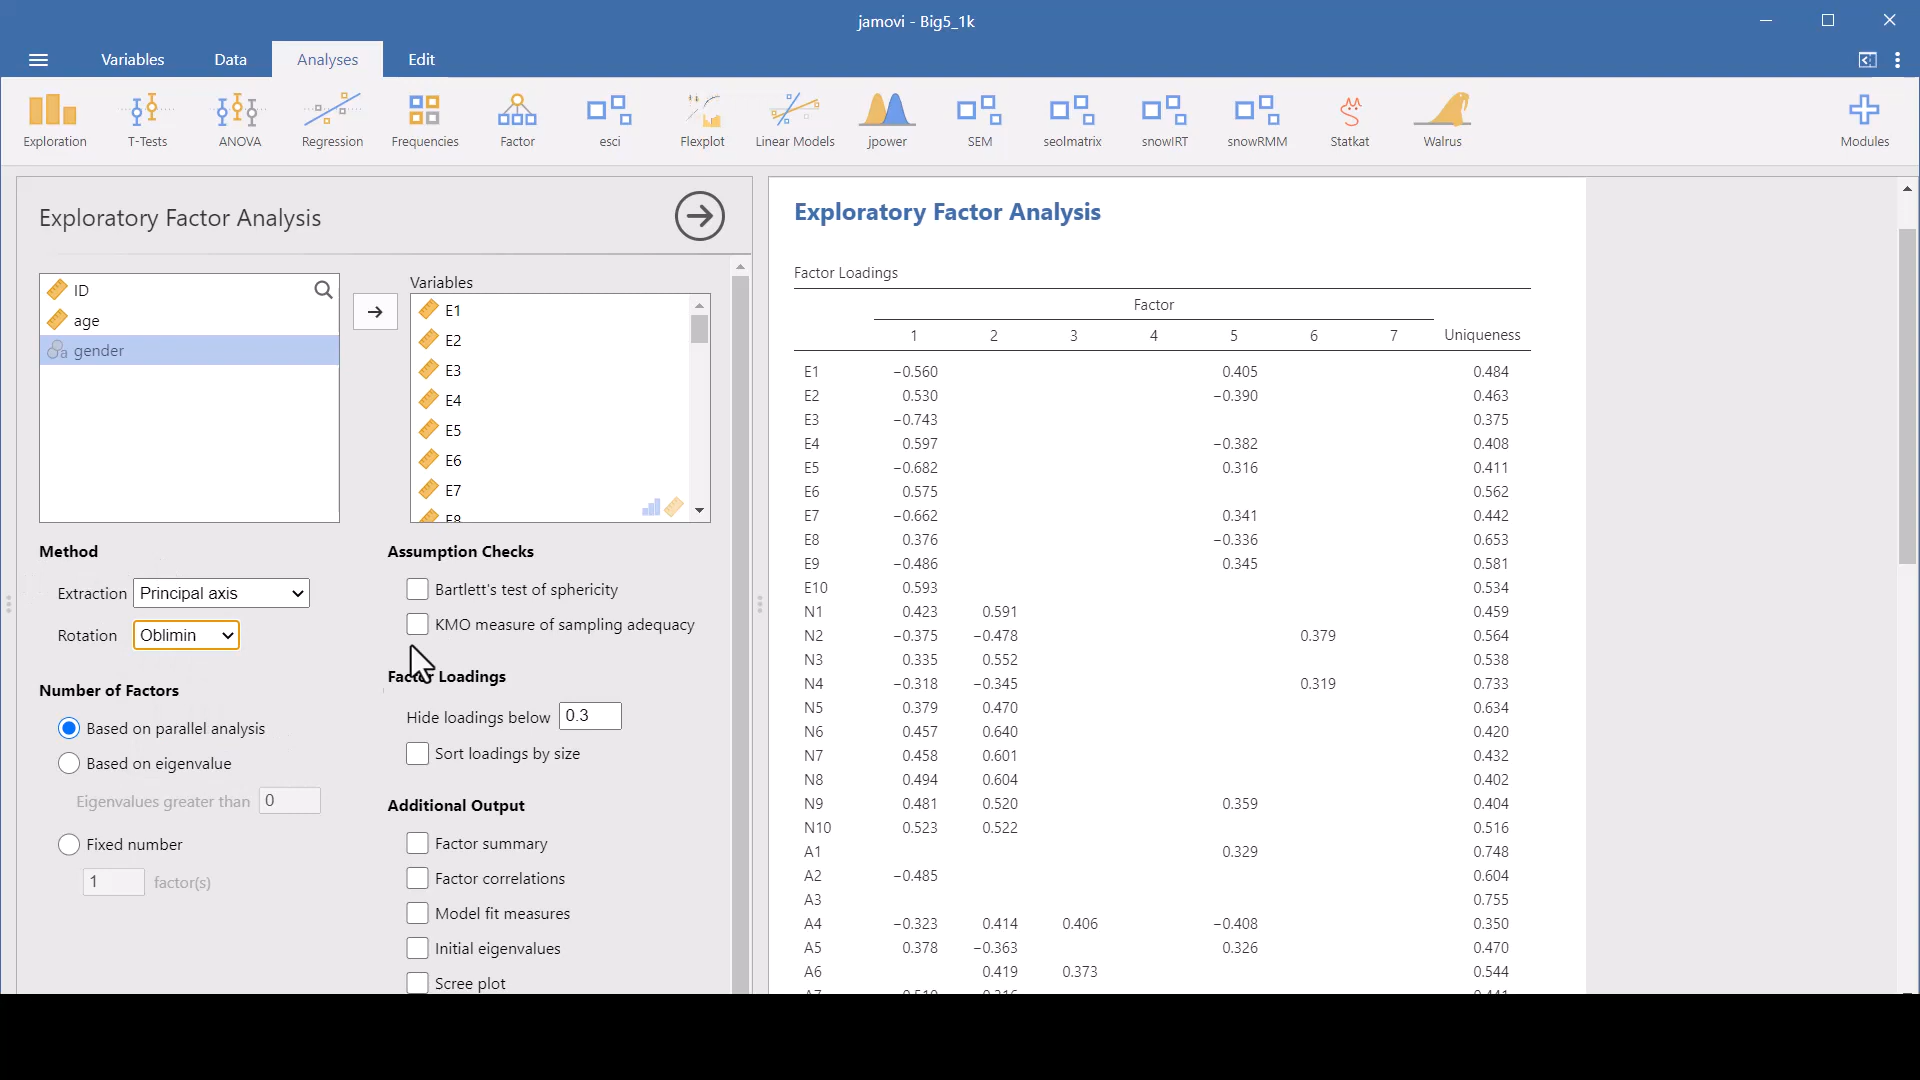 jamovi - Big5_1k
Variables Data Analyses Edit
Exploration T-Tests ANOVA Regression Frequencies Factor esci Flexplot Linear Models jpower SEM seolmatrix snowIRT snowRMM Statkat Walrus Modules
Exploratory Factor Analysis
ID
age
gender
Variables
E1
E2
E3
E4
E5
E6
E7
E8
Method
Extraction Principal axis
Rotation Oblimin
Number of Factors
Based on parallel analysis
Based on eigenvalue
Eigenvalues greater than 0
Fixed number
1 factor(s)
Assumption Checks
Bartlett's test of sphericity
KMO measure of sampling adequacy
Factor Loadings
Hide loadings below 0.3
Sort loadings by size
Additional Output
Factor summary
Factor correlations
Model fit measures
Initial eigenvalues
Scree plot
Exploratory Factor Analysis
Factor Loadings
Factor
1 2 3 4 5 6 7 Uniqueness
E1 −0.560 0.405 0.484
E2 0.530 −0.390 0.463
E3 −0.743 0.375
E4 0.597 −0.382 0.408
E5 −0.682 0.316 0.411
E6 0.575 0.562
E7 −0.662 0.341 0.442
E8 0.376 −0.336 0.653
E9 −0.486 0.345 0.581
E10 0.593 0.534
N1 0.423 0.591 0.459
N2 −0.375 −0.478 0.379 0.564
N3 0.335 0.552 0.538
N4 −0.318 −0.345 0.319 0.733
N5 0.379 0.470 0.634
N6 0.457 0.640 0.420
N7 0.458 0.601 0.432
N8 0.494 0.604 0.402
N9 0.481 0.520 0.359 0.404
N10 0.523 0.522 0.516
A1 0.329 0.748
A2 −0.485 0.604
A3 0.755
A4 −0.323 0.414 0.406 −0.408 0.350
A5 0.378 −0.363 0.326 0.470
A6 0.419 0.373 0.544